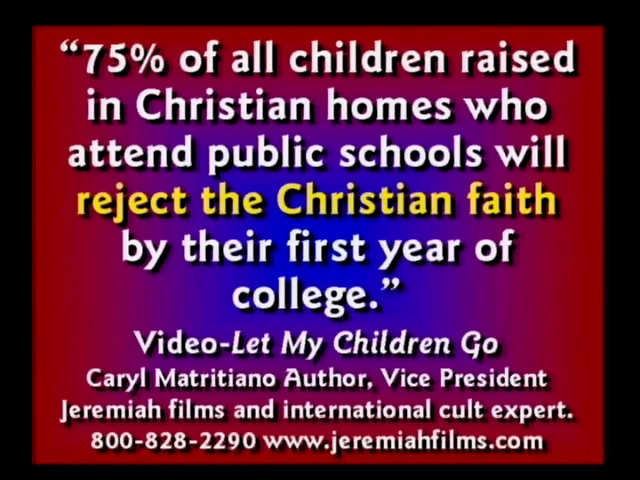 “75% of all children raised
in Christian homes who
attend public schools will
reject the Christian faith
by their first year of
college.”
Video-Let My Children Go
Caryl Matritiano Author, Vice President
Jeremiah films and international cult expert.
800-828-2290 www.jeremiahfilms.com